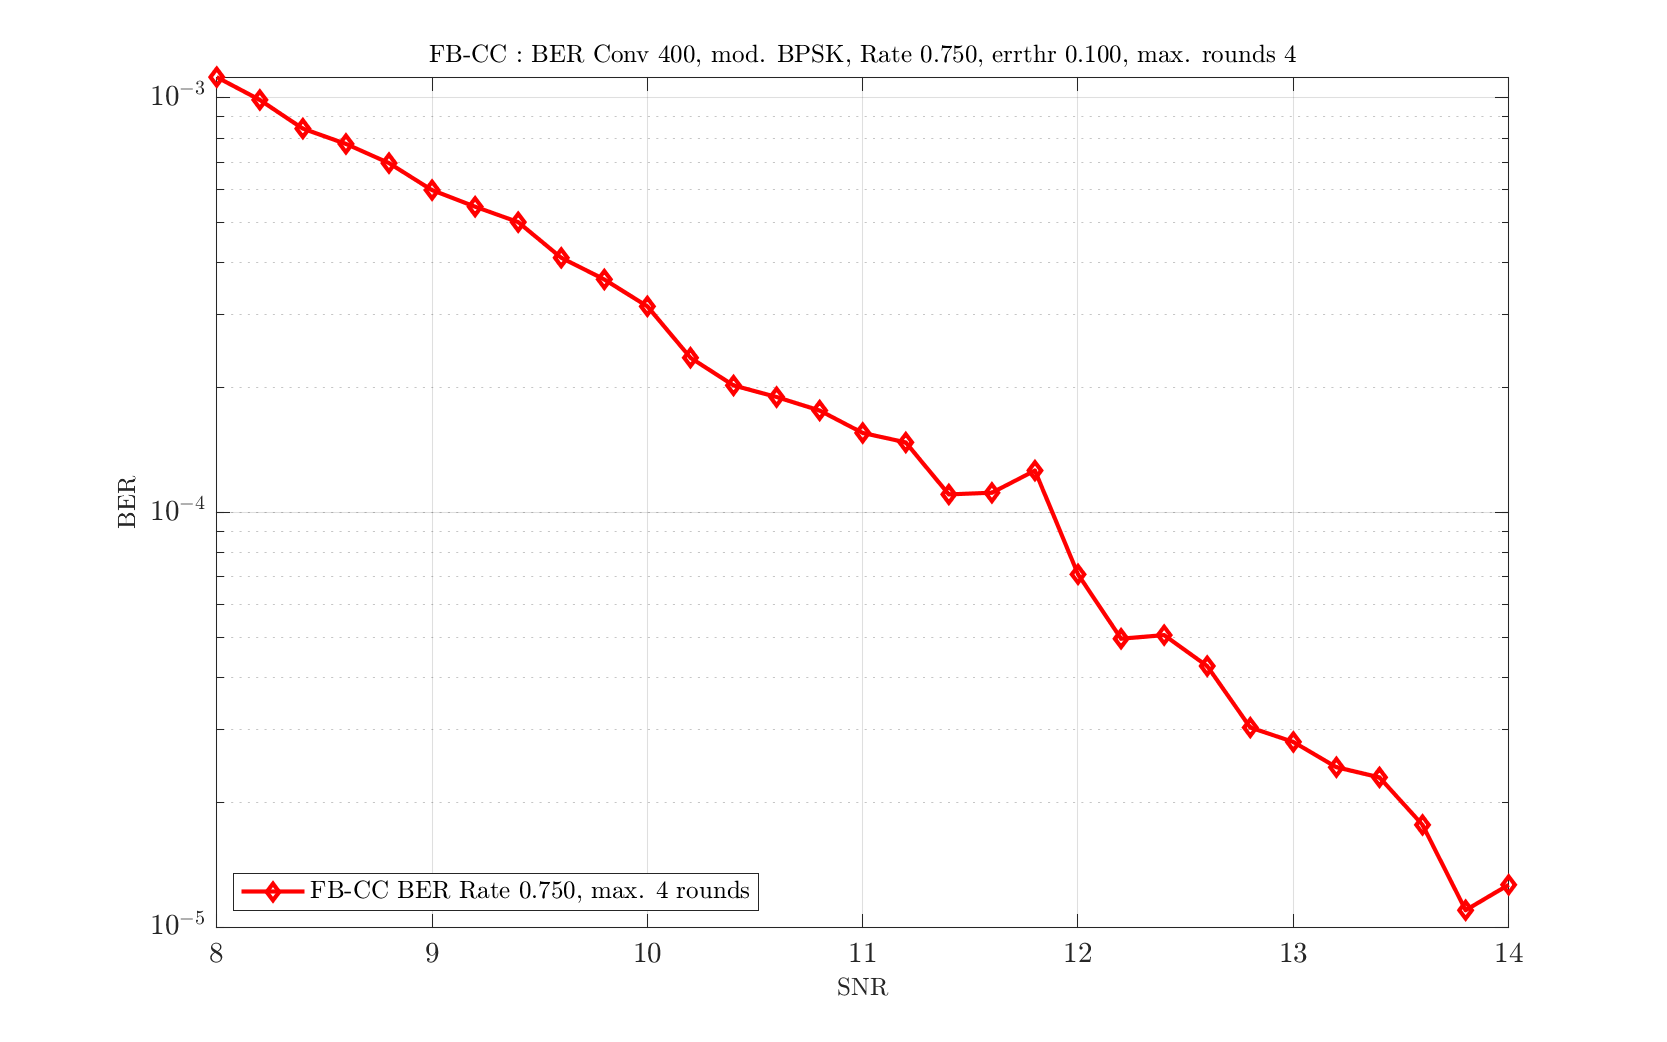 FB-CC : BER Conv 400, mod. BPSK, Rate 0.750, errthr 0.100, max. rounds 4
10⁻³
BER
10⁻⁴
10⁻⁵
FB-CC BER Rate 0.750, max. 4 rounds
8 9 10 11 12 13 14
SNR